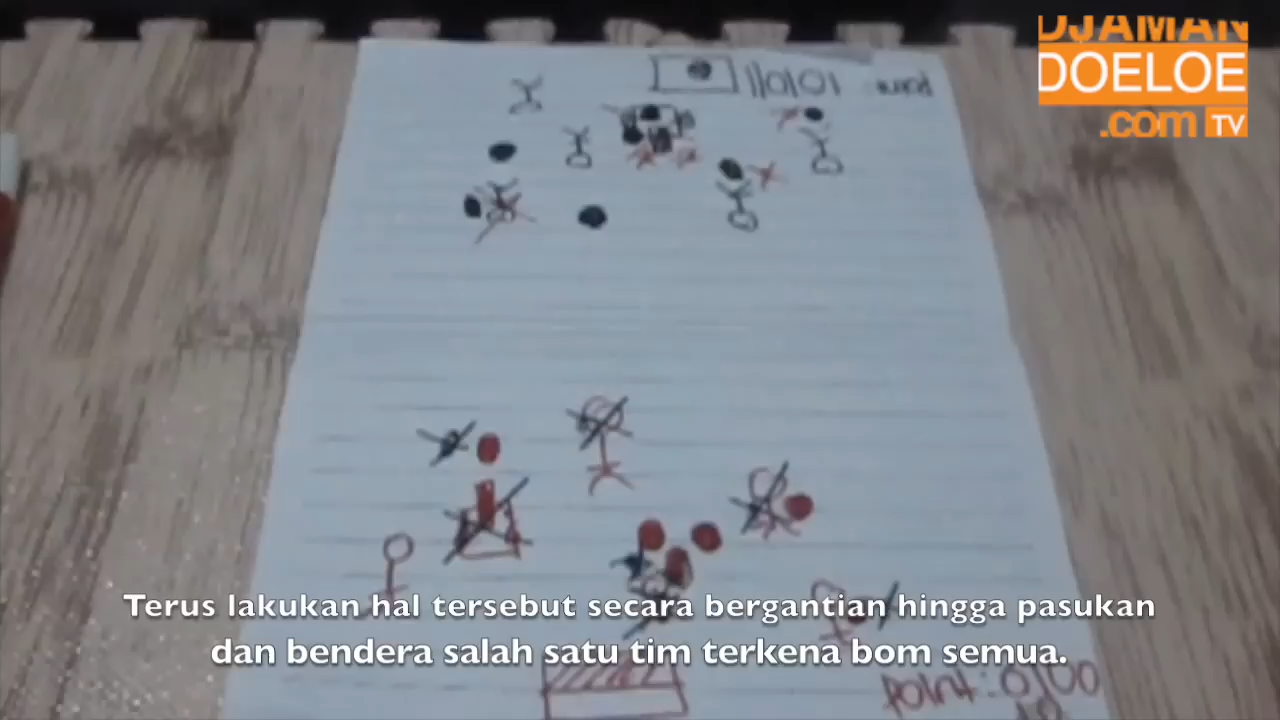 DJAMAN
DOELOE
.com TV
Terus lakukan hal tersebut secara bergantian hingga pasukan
dan bendera salah satu tim terkena bom semua.